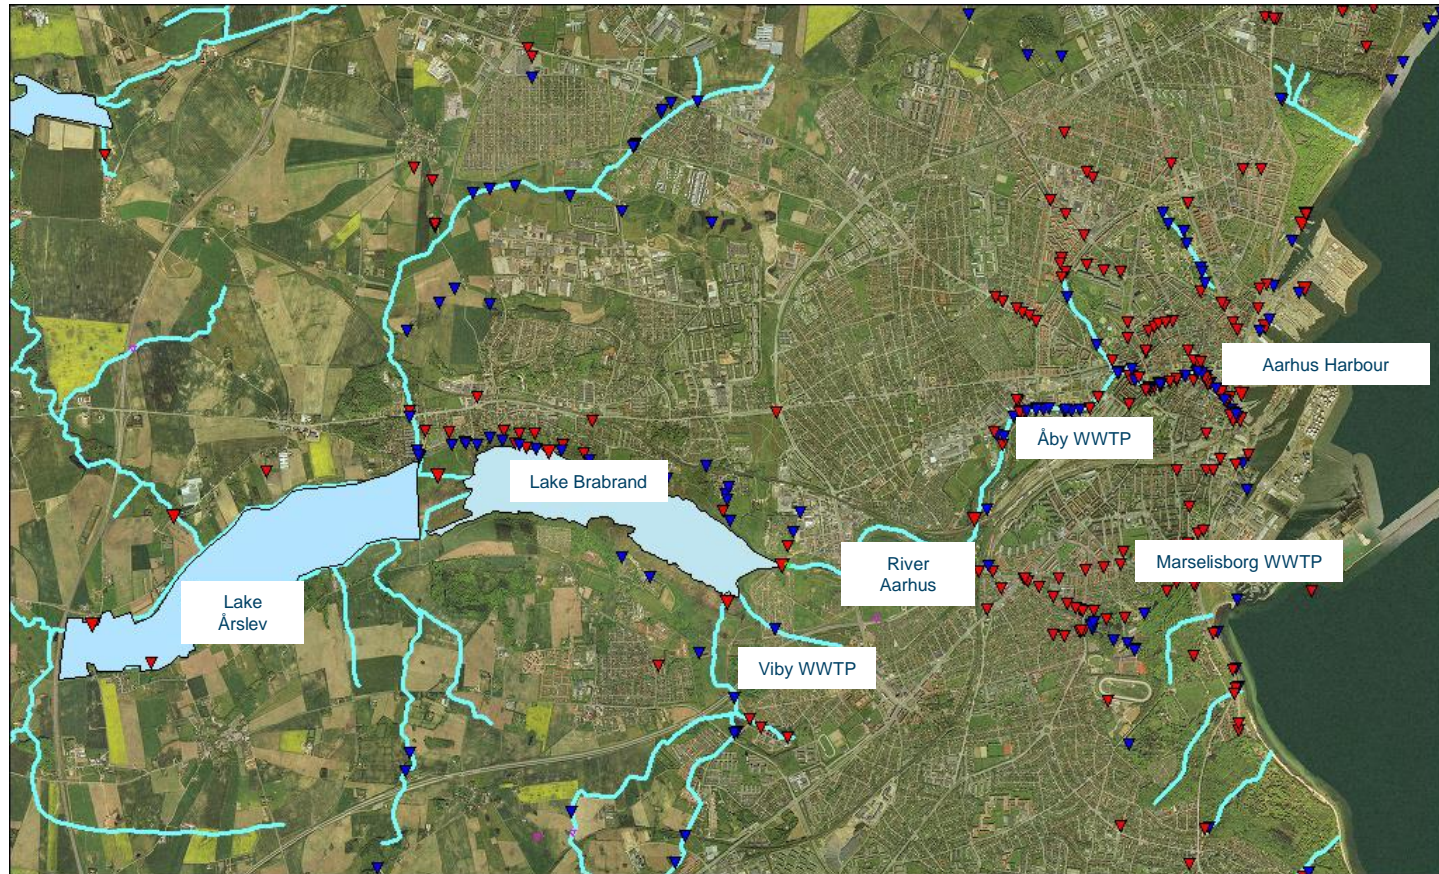 Aarhus Harbour
Åby WWTP
Lake Brabrand
River
Aarhus
Marselisborg WWTP
Lake
Årslev
Viby WWTP